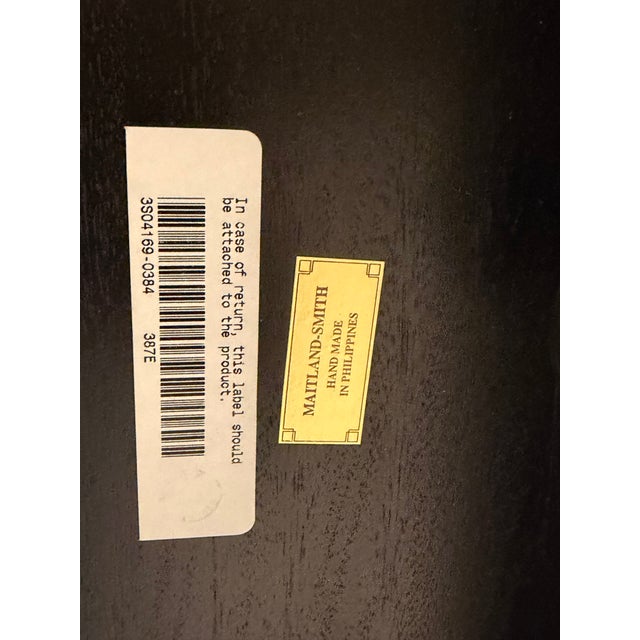 In case of return, this label should
be attached to the product.
3S04169-0384 387E
MAITLAND-SMITH
HAND MADE
IN PHILIPPINES